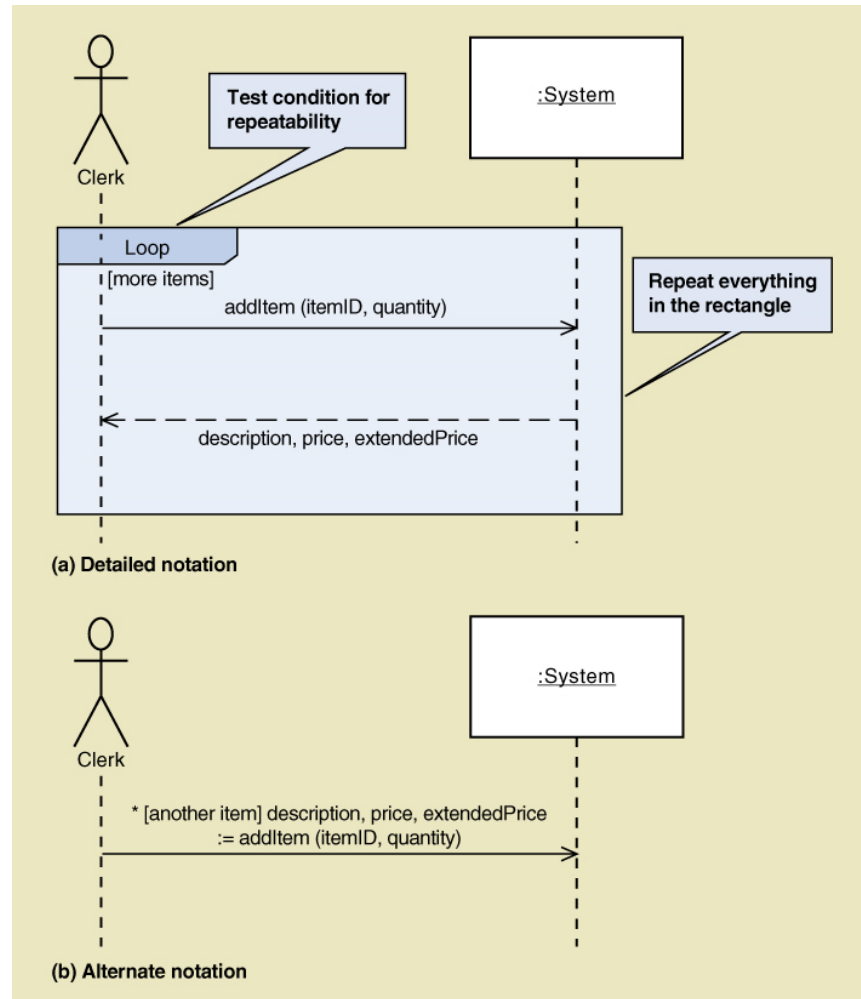 Test condition for
repeatability
:System
Clerk
Loop
[more items]
addItem (itemID, quantity)
Repeat everything
in the rectangle
description, price, extendedPrice
(a) Detailed notation
:System
Clerk
* [another item] description, price, extendedPrice
:= addItem (itemID, quantity)
(b) Alternate notation